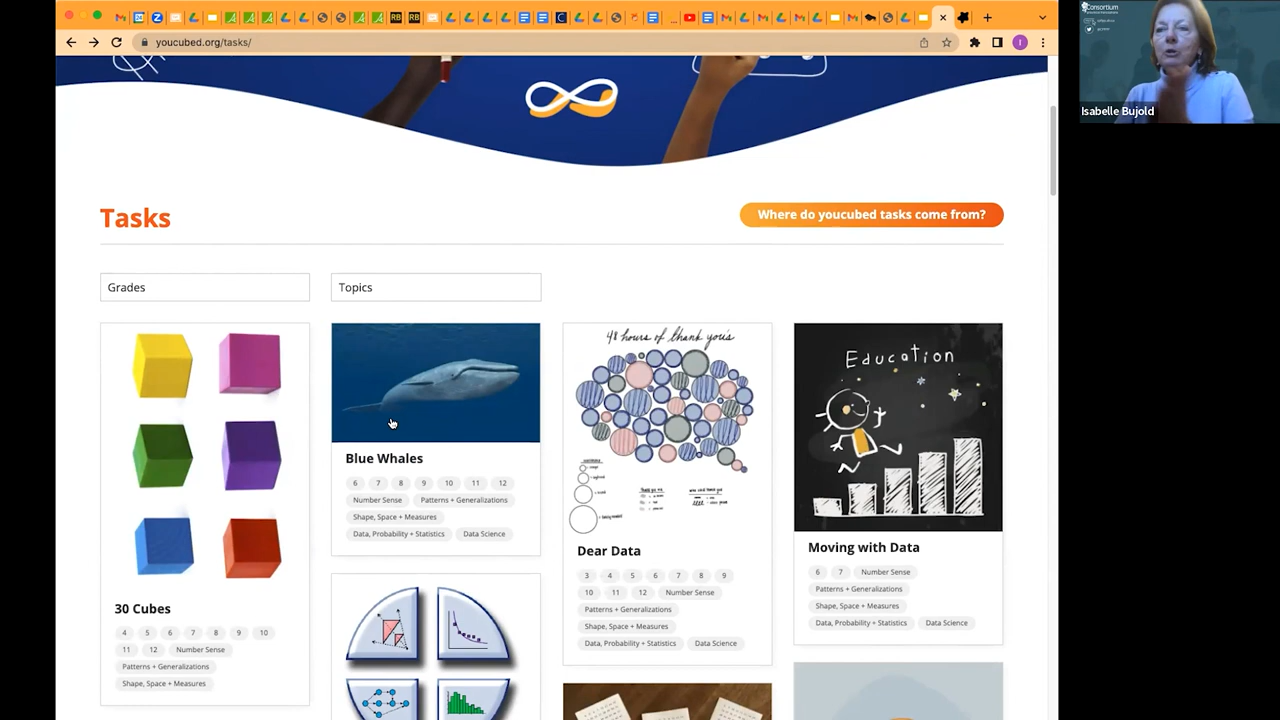 youcubed.org/tasks/
Consortium
Isabelle Bujold
Tasks
Where do youcubed tasks come from?
Grades
Topics
30 Cubes
4 5 6 7 8 9 10
11 12 Number Sense
Patterns + Generalizations
Shape, Space + Measures
Blue Whales
6 7 8 9 10 11 12
Number Sense Patterns + Generalizations
Shape, Space + Measures
Data, Probability + Statistics Data Science
48 hours of thank you's
Dear Data
3 4 5 6 7 8 9
10 11 12 Number Sense
Patterns + Generalizations
Shape, Space + Measures
Data, Probability + Statistics Data Science
Education
Moving with Data
6 7 Number Sense
Patterns + Generalizations
Shape, Space + Measures
Data, Probability + Statistics Data Science